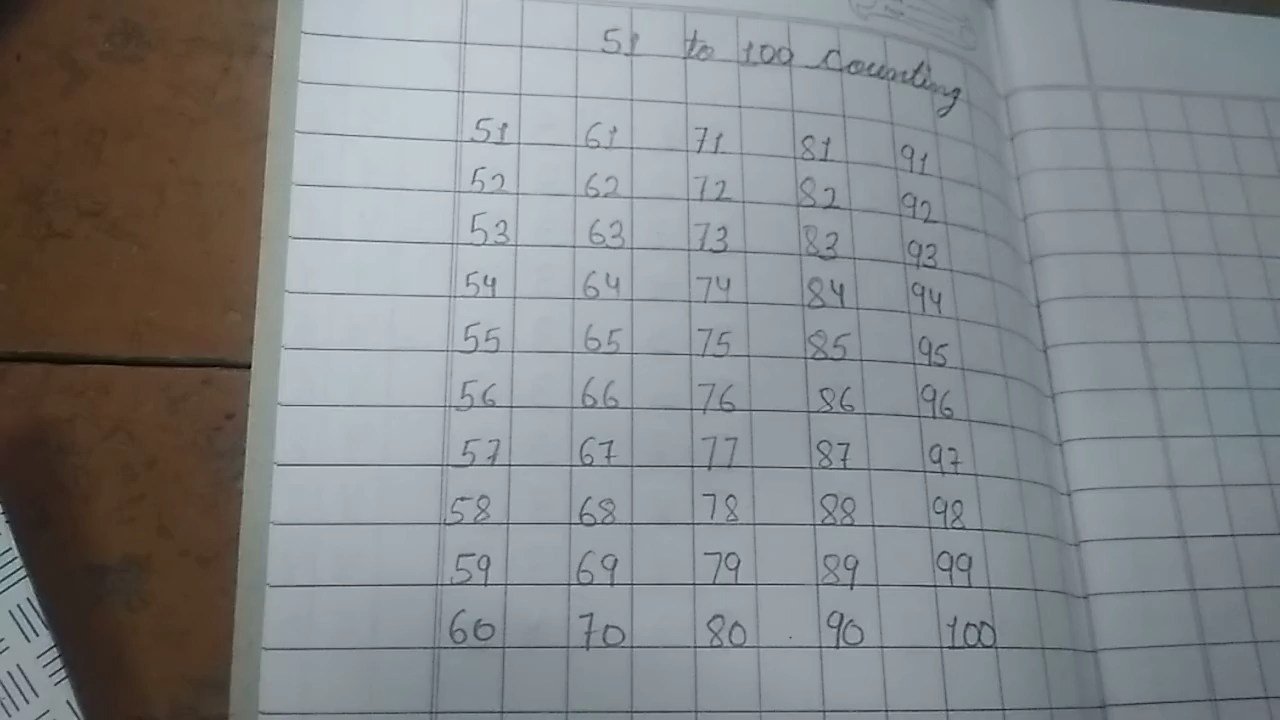 51 to 100 Counting
51 61 71 81 91
52 62 72 82 92
53 63 73 83 93
54 64 74 84 94
55 65 75 85 95
56 66 76 86 96
57 67 77 87 97
58 68 78 88 98
59 69 79 89 99
60 70 80 90 100